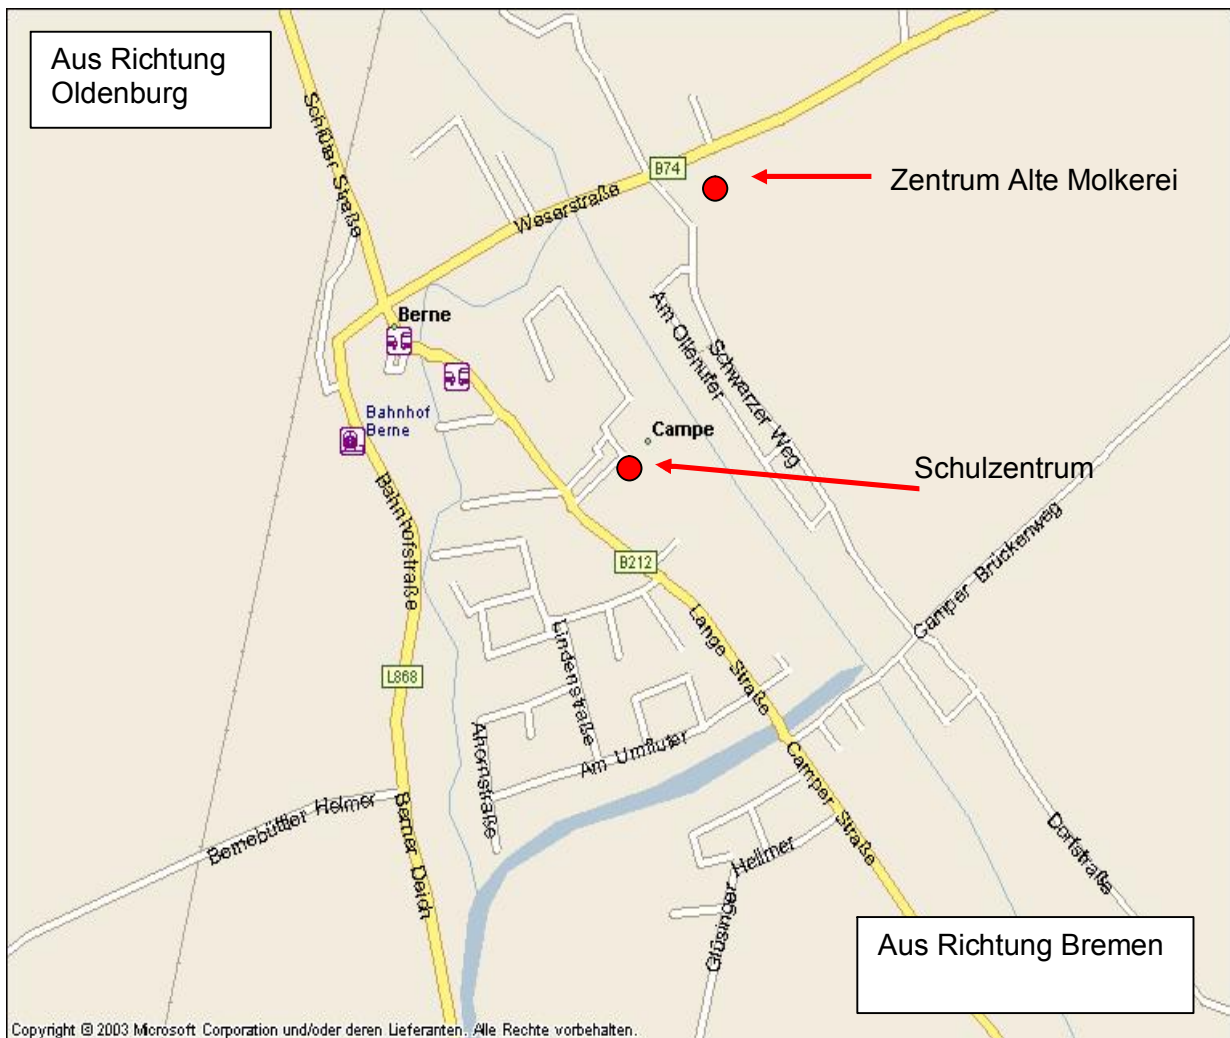 Aus Richtung
Oldenburg
Schlüter Straße
B74
Weserstraße
Zentrum Alte Molkerei
Berne
Am Ollenufer
Schwarzer Weg
Bahnhof
Berne
Campe
Schulzentrum
Bahnhofstraße
B212
Camper Brückenweg
Lange Straße
Lindenstraße
L868
Ahornstraße
Am Umfluter
Camper Straße
Bernebüttler Helmer
Berner Deich
Glüsinger Hellmer
Dorfstraße
Aus Richtung Bremen
Copyright © 2003 Microsoft Corporation und/oder deren Lieferanten. Alle Rechte vorbehalten.